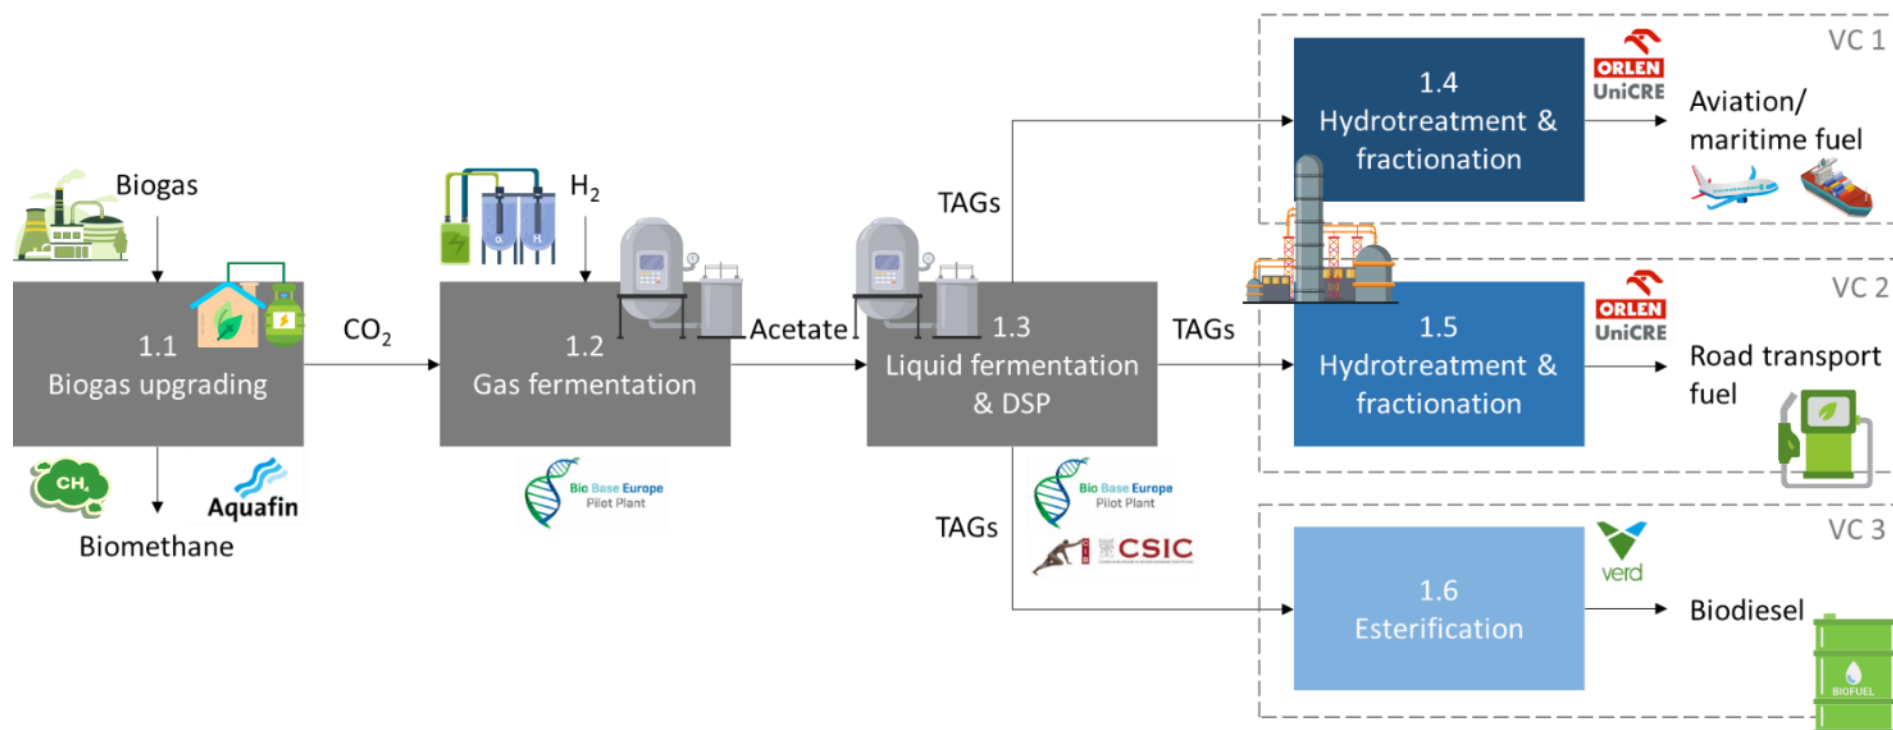 VC 1
1.4
Hydrotreatment &
fractionation
ORLEN
UniCRE
Aviation/
maritime fuel
Biogas
H₂
O₂
H₂
TAGs
VC 2
1.1
Biogas upgrading
CO₂
1.2
Gas fermentation
Acetate
1.3
Liquid fermentation
& DSP
TAGs
1.5
Hydrotreatment &
fractionation
ORLEN
UniCRE
Road transport
fuel
CH₄
Aquafin
Biomethane
Bio Base Europe
Pilot Plant
Bio Base Europe
Pilot Plant
CIB
CSIC
TAGs
VC 3
1.6
Esterification
verd
Biodiesel
BIOFUEL